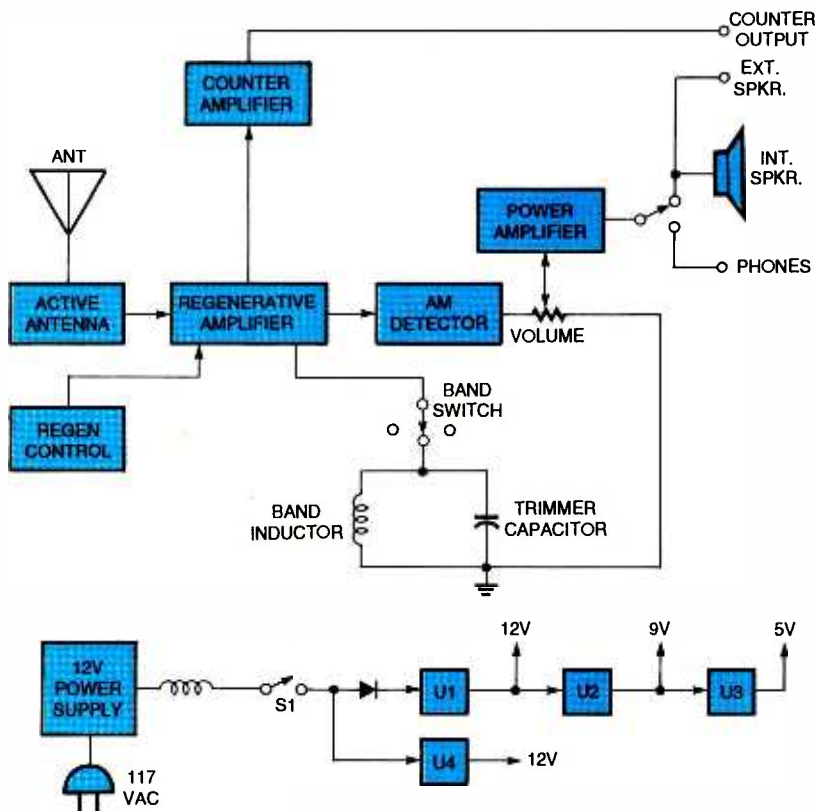 COUNTER
OUTPUT
EXT.
SPKR.
COUNTER
AMPLIFIER
ANT
INT.
SPKR.
POWER
AMPLIFIER
PHONES
ACTIVE
ANTENNA
REGENERATIVE
AMPLIFIER
AM
DETECTOR
VOLUME
BAND
SWITCH
REGEN
CONTROL
BAND
INDUCTOR
TRIMMER
CAPACITOR
12V
POWER
SUPPLY
S1
U1
12V
U2
9V
U3
5V
U4
12V
117
VAC